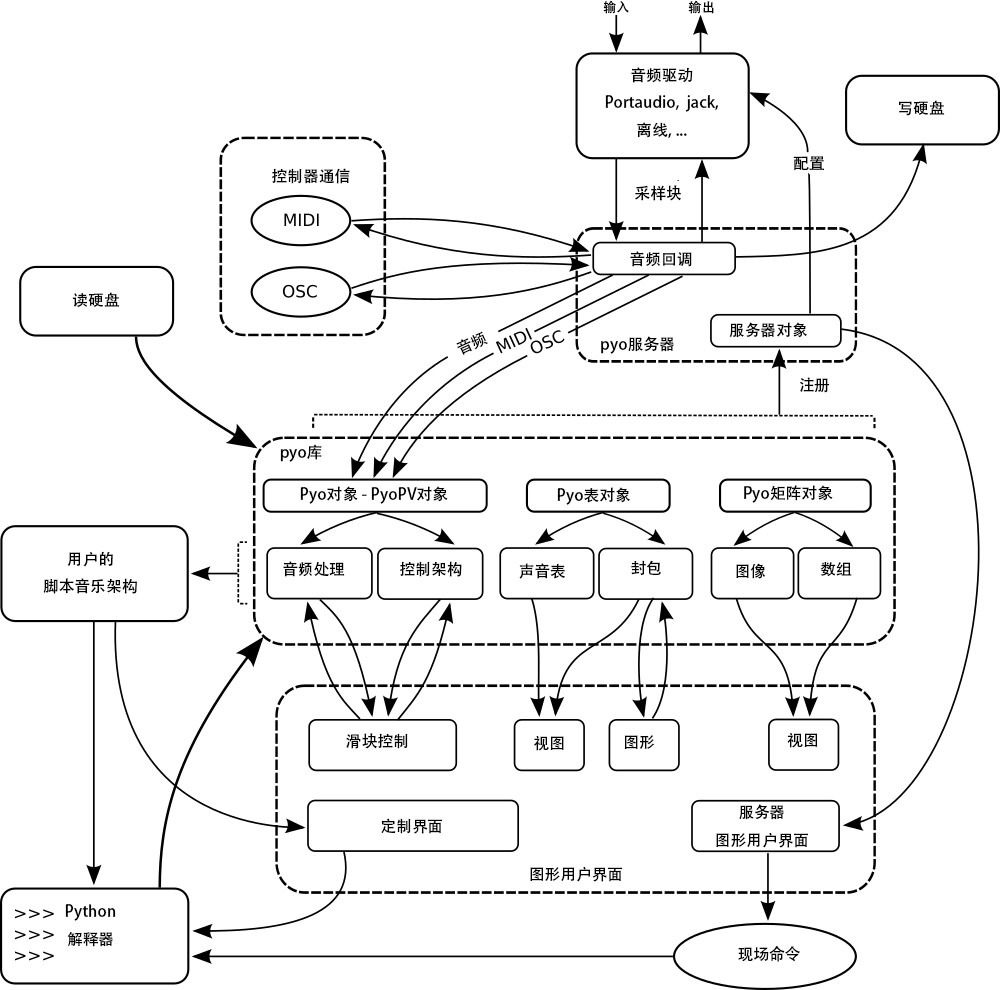 输入
输出
音频驱动
Portaudio, jack,
离线, ...
写硬盘
配置
控制器通信
MIDI
OSC
采样块
音频回调
读硬盘
服务器对象
pyo服务器
音频
MIDI
OSC
注册
pyo库
Pyo对象 - PyoPV对象
Pyo表对象
Pyo矩阵对象
音频处理
控制架构
声音表
封包
图像
数组
用户的
脚本音乐架构
滑块控制
视图
图形
视图
定制界面
服务器
图形用户界面
图形用户界面
>>> Python
>>> 解释器
>>>
现场命令